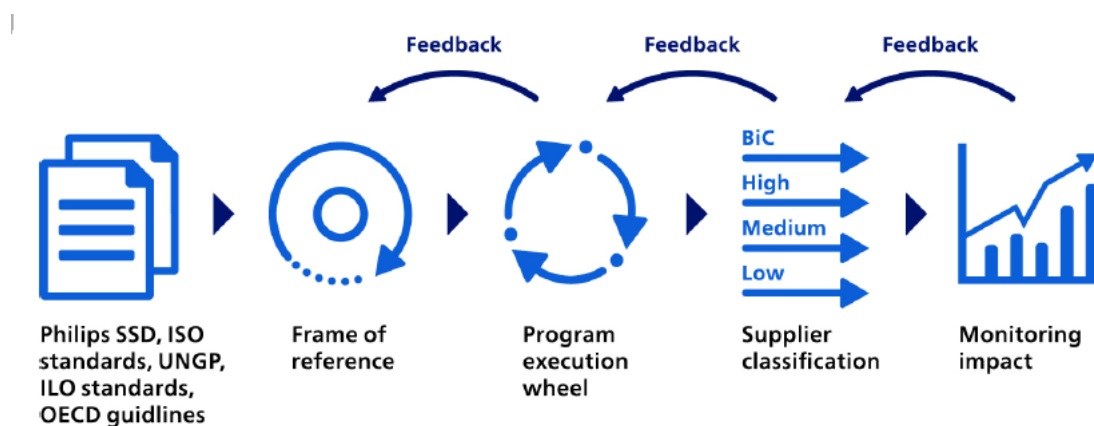 Feedback
Feedback
Feedback
BiC
High
Medium
Low
Philips SSD, ISO
standards, UNGP,
ILO standards,
OECD guidlines
Frame of
reference
Program
execution
wheel
Supplier
classification
Monitoring
impact